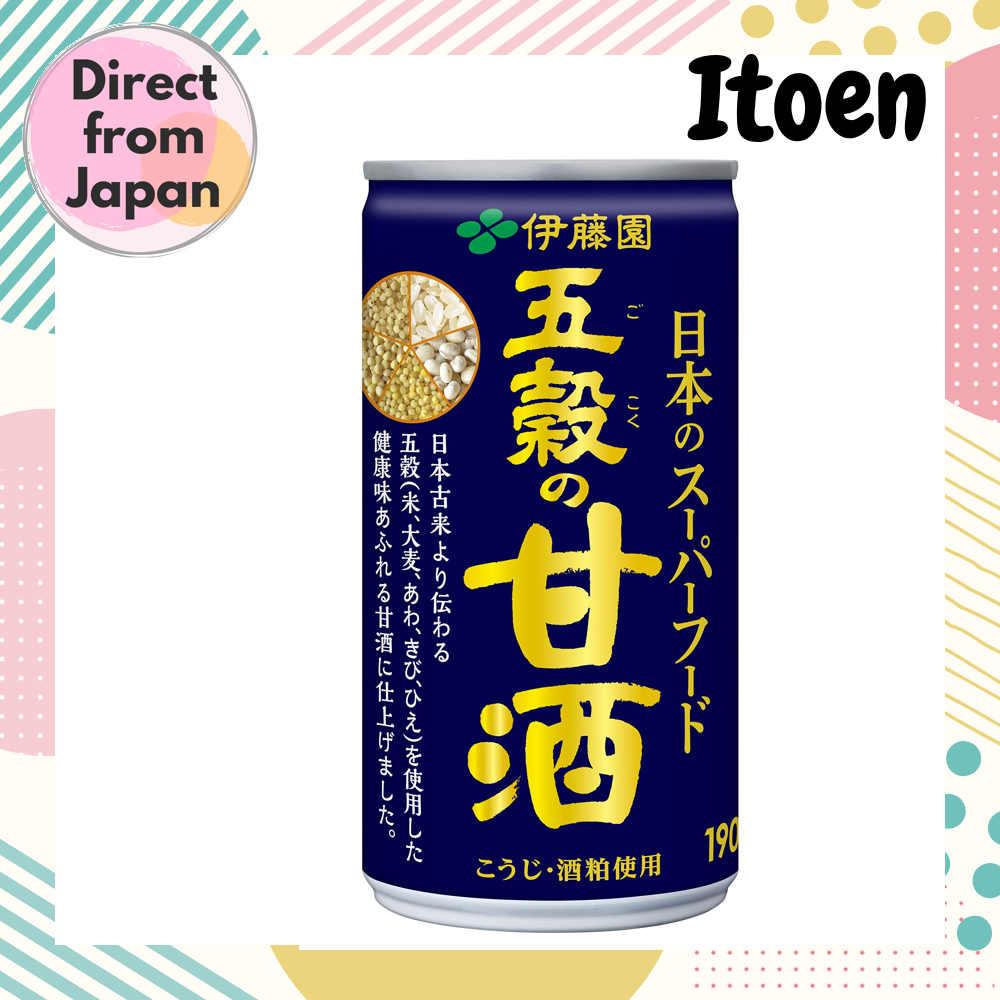 Direct
from
Japan
Itoen
伊藤園
日本のスーパーフード
五穀の
ごこく
甘酒
日本古来より伝わる
五穀(米、大麦、あわ、きび、ひえ)を使用した
健康味あふれる甘酒に仕上げました。
こうじ・酒粕使用
190